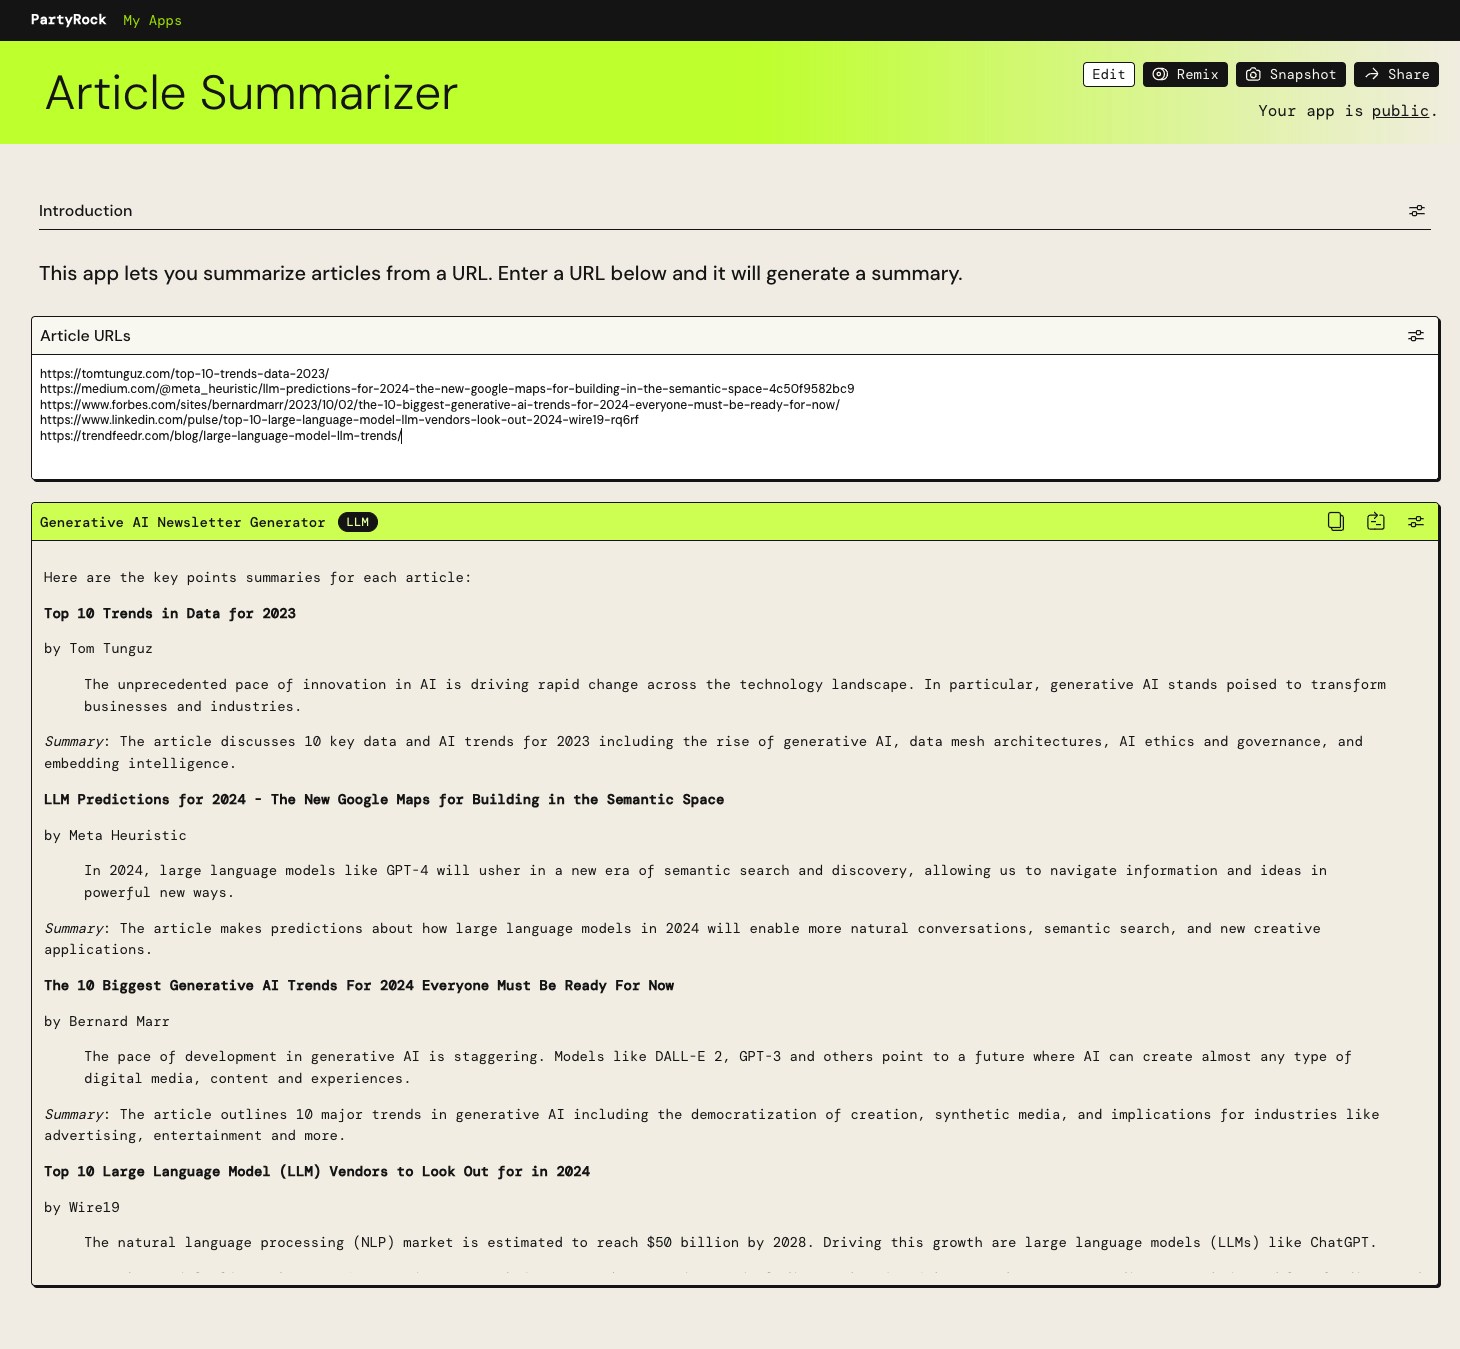 PartyRock My Apps
Article Summarizer
Edit Remix Snapshot Share
Your app is public.
Introduction
This app lets you summarize articles from a URL. Enter a URL below and it will generate a summary.
Article URLs
https://tomtunguz.com/top-10-trends-data-2023/
https://medium.com/@meta_heuristic/llm-predictions-for-2024-the-new-google-maps-for-building-in-the-semantic-space-4c50f9582bc9
https://www.forbes.com/sites/bernardmarr/2023/10/02/the-10-biggest-generative-ai-trends-for-2024-everyone-must-be-ready-for-now/
https://www.linkedin.com/pulse/top-10-large-language-model-llm-vendors-look-out-2024-wire19-rq6rf
https://trendfeedr.com/blog/large-language-model-llm-trends/
Generative AI Newsletter Generator LLM
Here are the key points summaries for each article:
Top 10 Trends in Data for 2023
by Tom Tunguz
The unprecedented pace of innovation in AI is driving rapid change across the technology landscape. In particular, generative AI stands poised to transform
businesses and industries.
Summary: The article discusses 10 key data and AI trends for 2023 including the rise of generative AI, data mesh architectures, AI ethics and governance, and
embedding intelligence.
LLM Predictions for 2024 - The New Google Maps for Building in the Semantic Space
by Meta Heuristic
In 2024, large language models like GPT-4 will usher in a new era of semantic search and discovery, allowing us to navigate information and ideas in
powerful new ways.
Summary: The article makes predictions about how large language models in 2024 will enable more natural conversations, semantic search, and new creative
applications.
The 10 Biggest Generative AI Trends For 2024 Everyone Must Be Ready For Now
by Bernard Marr
The pace of development in generative AI is staggering. Models like DALL-E 2, GPT-3 and others point to a future where AI can create almost any type of
digital media, content and experiences.
Summary: The article outlines 10 major trends in generative AI including the democratization of creation, synthetic media, and implications for industries like
advertising, entertainment and more.
Top 10 Large Language Model (LLM) Vendors to Look Out for in 2024
by Wire19
The natural language processing (NLP) market is estimated to reach $50 billion by 2028. Driving this growth are large language models (LLMs) like ChatGPT.